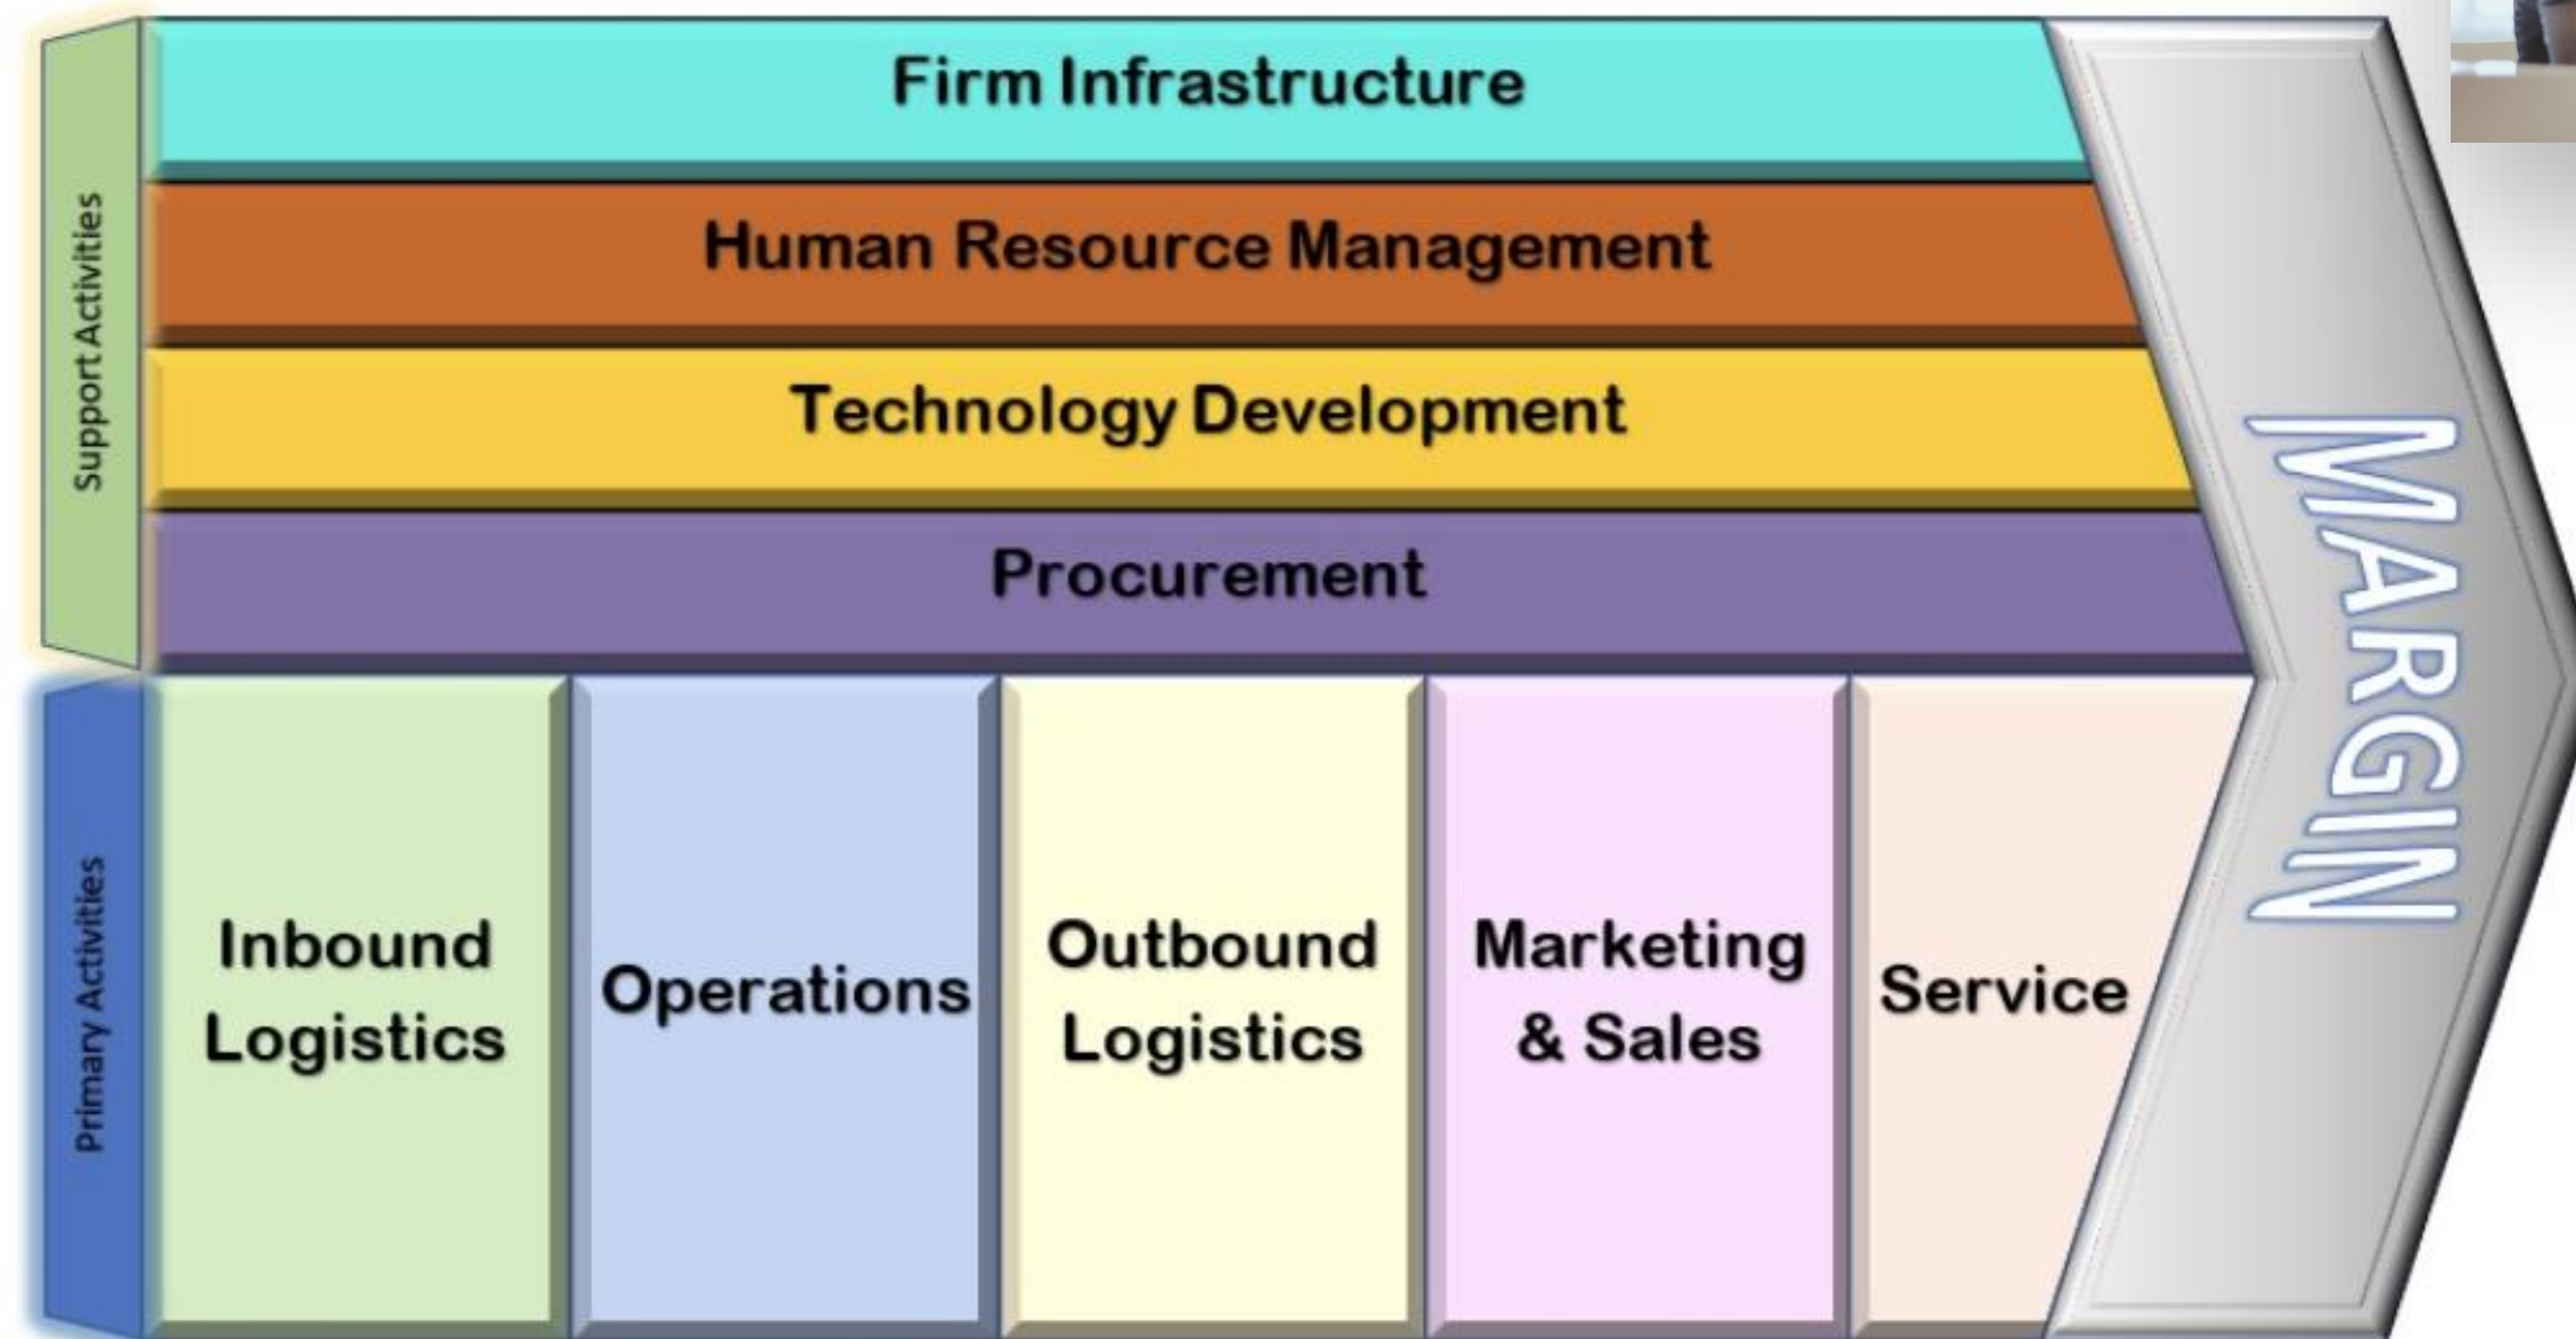 Support Activities
Firm Infrastructure
Human Resource Management
Technology Development
Procurement
Primary Activities
Inbound
Logistics
Operations
Outbound
Logistics
Marketing
& Sales
Service
MARGIN